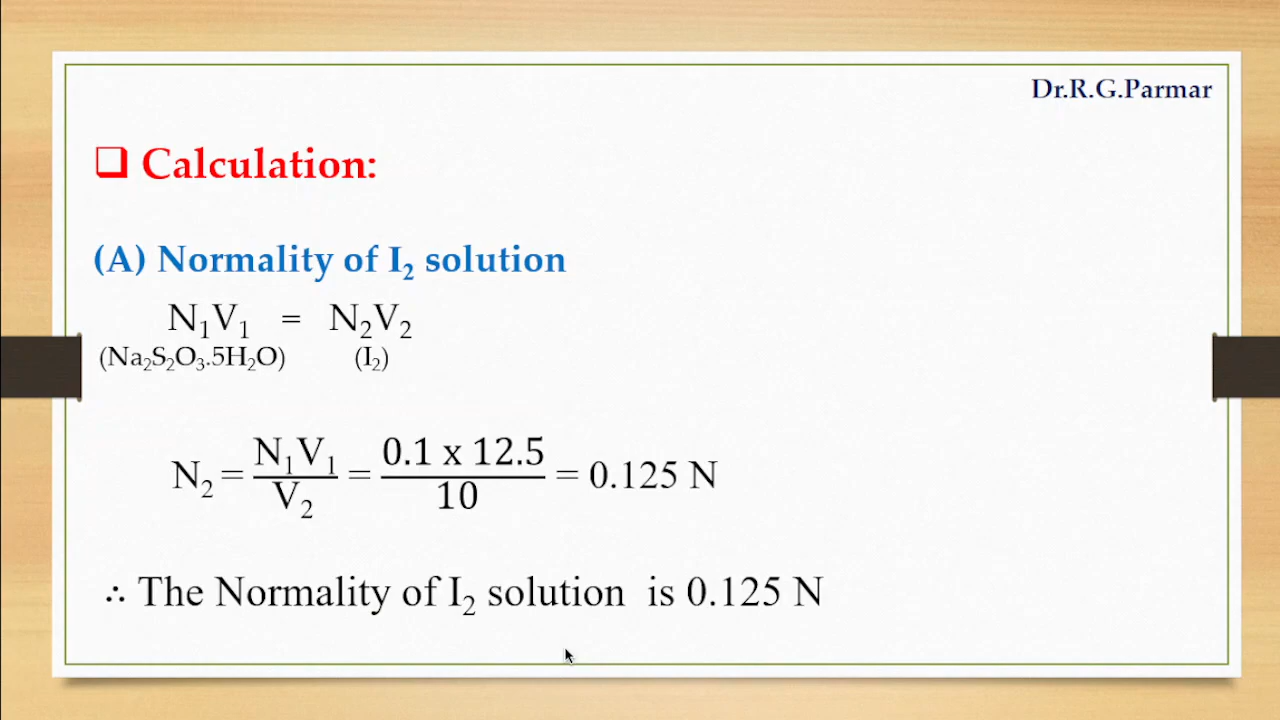 Dr.R.G.Parmar
❑ Calculation:
(A) Normality of I₂ solution
N₁V₁ = N₂V₂
(Na₂S₂O₃.5H₂O) (I₂)
N₂ = N₁V₁ / V₂ = 0.1 x 12.5 / 10 = 0.125 N
∴ The Normality of I₂ solution is 0.125 N